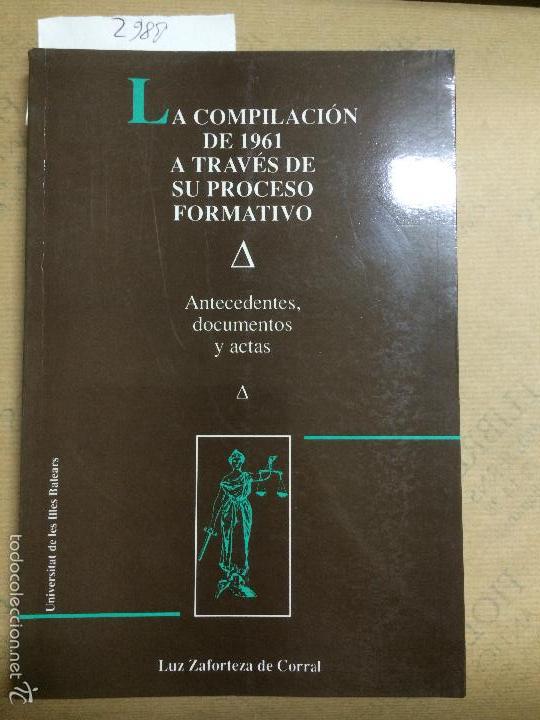 2988
LA COMPILACIÓN
DE 1961
A TRAVÉS DE
SU PROCESO
FORMATIVO
Δ
Antecedentes,
documentos
y actas
Δ
Universitat de les Illes Balears
Luz Zaforteza de Corral
todocoleccion.net